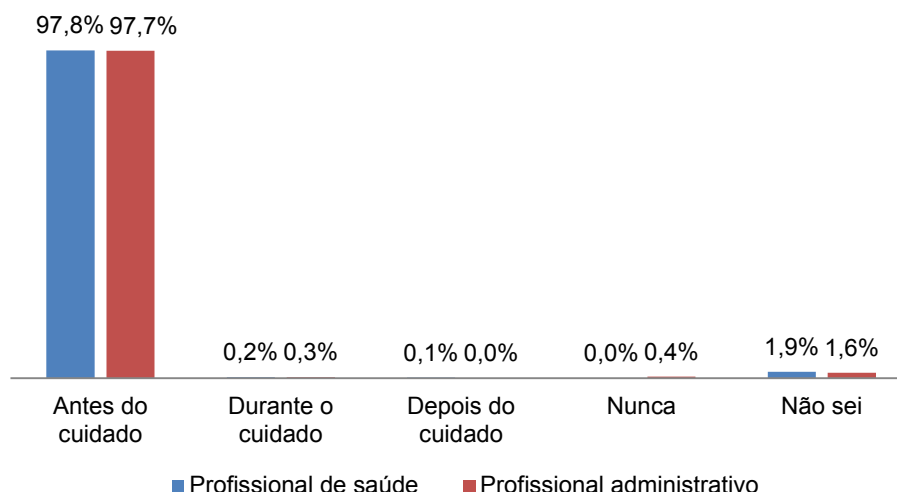 97,8% 97,7%
0,2% 0,3%
0,1% 0,0%
0,0% 0,4%
1,9% 1,6%
Antes do
cuidado
Durante o
cuidado
Depois do
cuidado
Nunca
Não sei
Profissional de saúde
Profissional administrativo